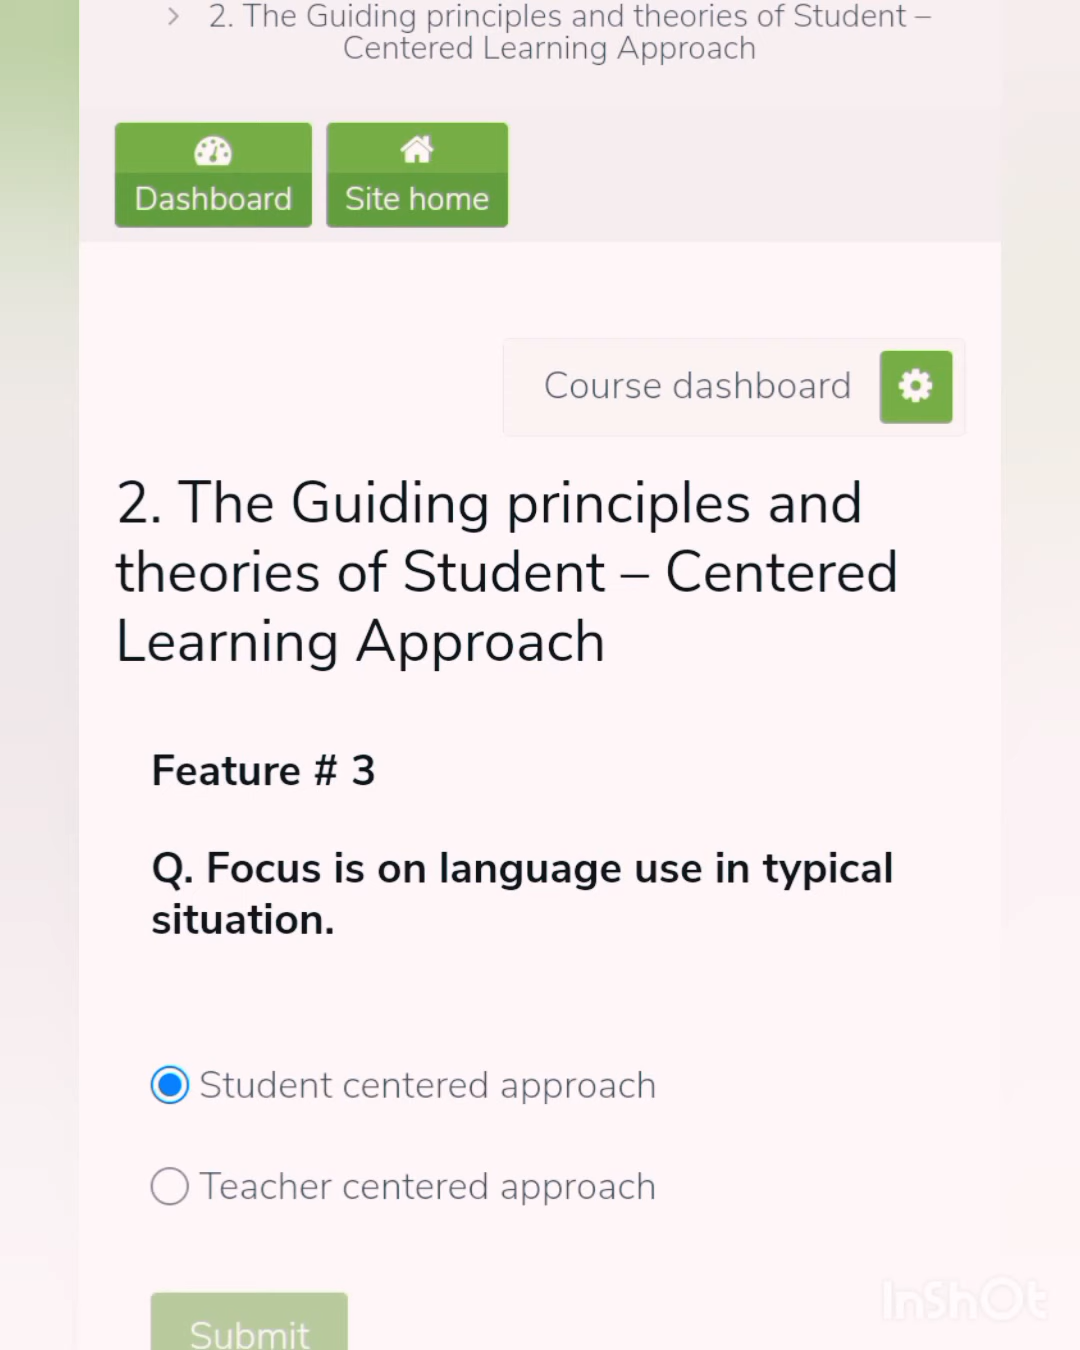 > 2. The Guiding principles and theories of Student –
Centered Learning Approach
Dashboard
Site home
Course dashboard
2. The Guiding principles and
theories of Student – Centered
Learning Approach
Feature # 3
Q. Focus is on language use in typical
situation.
Student centered approach
Teacher centered approach
Submit
InShOt